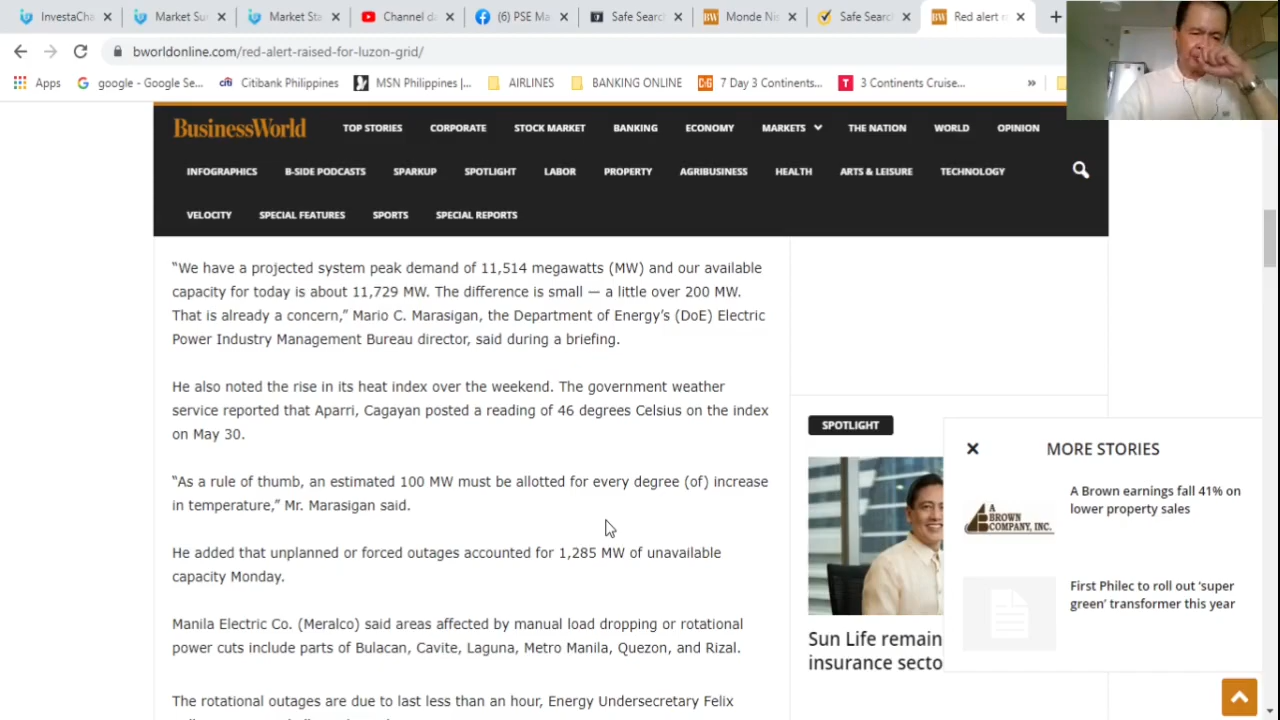 InvestaCha
Market Su
Market Sta
Channel da
(6) PSE Ma
Safe Searc
Monde Nis
Safe Searc
Red alert r
bworldonline.com/red-alert-raised-for-luzon-grid/
Apps
google - Google Se...
Citibank Philippines
MSN Philippines |...
AIRLINES
BANKING ONLINE
7 Day 3 Continents...
3 Continents Cruise...
»
BusinessWorld
TOP STORIES
CORPORATE
STOCK MARKET
BANKING
ECONOMY
MARKETS
THE NATION
WORLD
OPINION
INFOGRAPHICS
B-SIDE PODCASTS
SPARKUP
SPOTLIGHT
LABOR
PROPERTY
AGRIBUSINESS
HEALTH
ARTS & LEISURE
TECHNOLOGY
VELOCITY
SPECIAL FEATURES
SPORTS
SPECIAL REPORTS
“We have a projected system peak demand of 11,514 megawatts (MW) and our available
capacity for today is about 11,729 MW. The difference is small — a little over 200 MW.
That is already a concern,” Mario C. Marasigan, the Department of Energy’s (DoE) Electric
Power Industry Management Bureau director, said during a briefing.
He also noted the rise in its heat index over the weekend. The government weather
service reported that Aparri, Cagayan posted a reading of 46 degrees Celsius on the index
on May 30.
“As a rule of thumb, an estimated 100 MW must be allotted for every degree (of) increase
in temperature,” Mr. Marasigan said.
He added that unplanned or forced outages accounted for 1,285 MW of unavailable
capacity Monday.
Manila Electric Co. (Meralco) said areas affected by manual load dropping or rotational
power cuts include parts of Bulacan, Cavite, Laguna, Metro Manila, Quezon, and Rizal.
The rotational outages are due to last less than an hour, Energy Undersecretary Felix
SPOTLIGHT
Sun Life remain
insurance secto
MORE STORIES
A BROWN
COMPANY, INC.
A Brown earnings fall 41% on
lower property sales
First Philec to roll out ‘super
green’ transformer this year